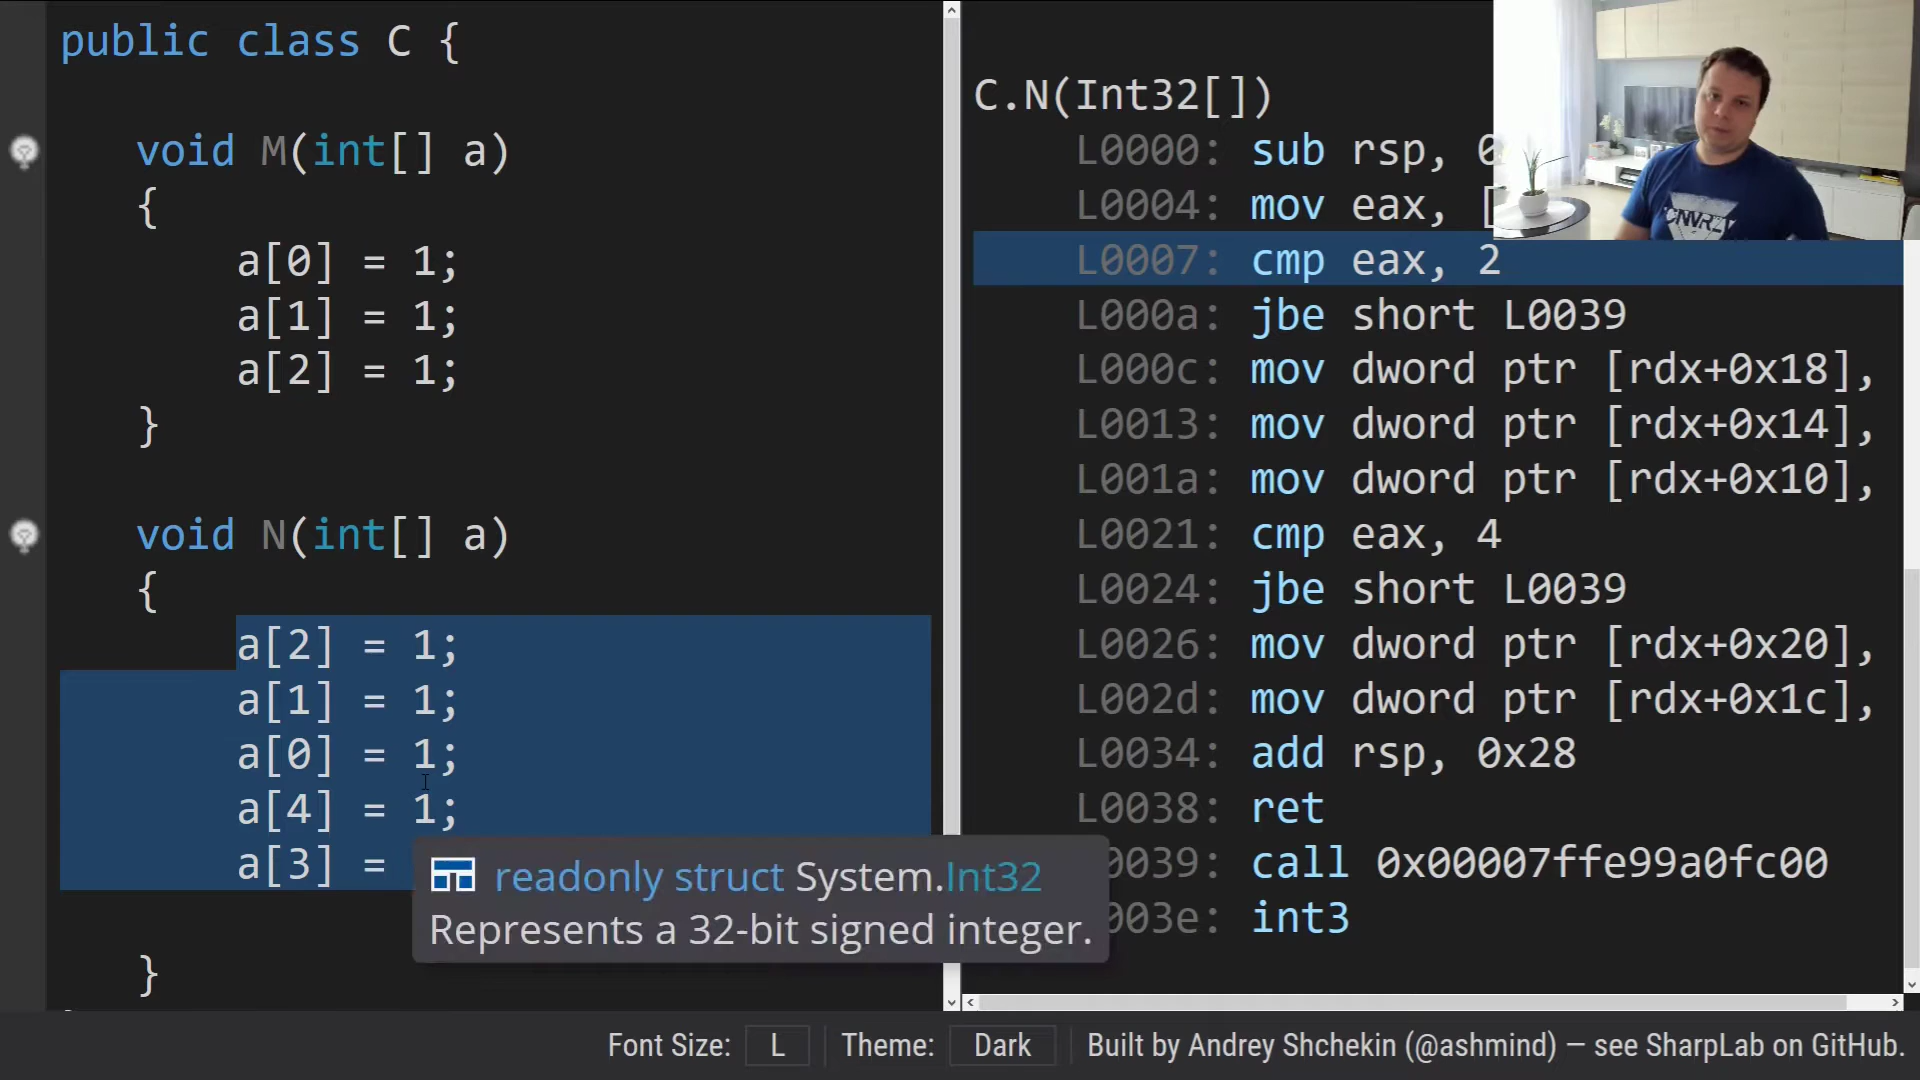 public class C {
void M(int[] a)
{
a[0] = 1;
a[1] = 1;
a[2] = 1;
}
void N(int[] a)
{
a[2] = 1;
a[1] = 1;
a[0] = 1;
a[4] = 1;
a[3] =
}
readonly struct System.Int32
Represents a 32-bit signed integer.
C.N(Int32[])
L0000: sub rsp, 0
L0004: mov eax, [
L0007: cmp eax, 2
L000a: jbe short L0039
L000c: mov dword ptr [rdx+0x18],
L0013: mov dword ptr [rdx+0x14],
L001a: mov dword ptr [rdx+0x10],
L0021: cmp eax, 4
L0024: jbe short L0039
L0026: mov dword ptr [rdx+0x20],
L002d: mov dword ptr [rdx+0x1c],
L0034: add rsp, 0x28
L0038: ret
0039: call 0x00007ffe99a0fc00
003e: int3
CNVRZ
Font Size: L Theme: Dark Built by Andrey Shchekin (@ashmind) — see SharpLab on GitHub.